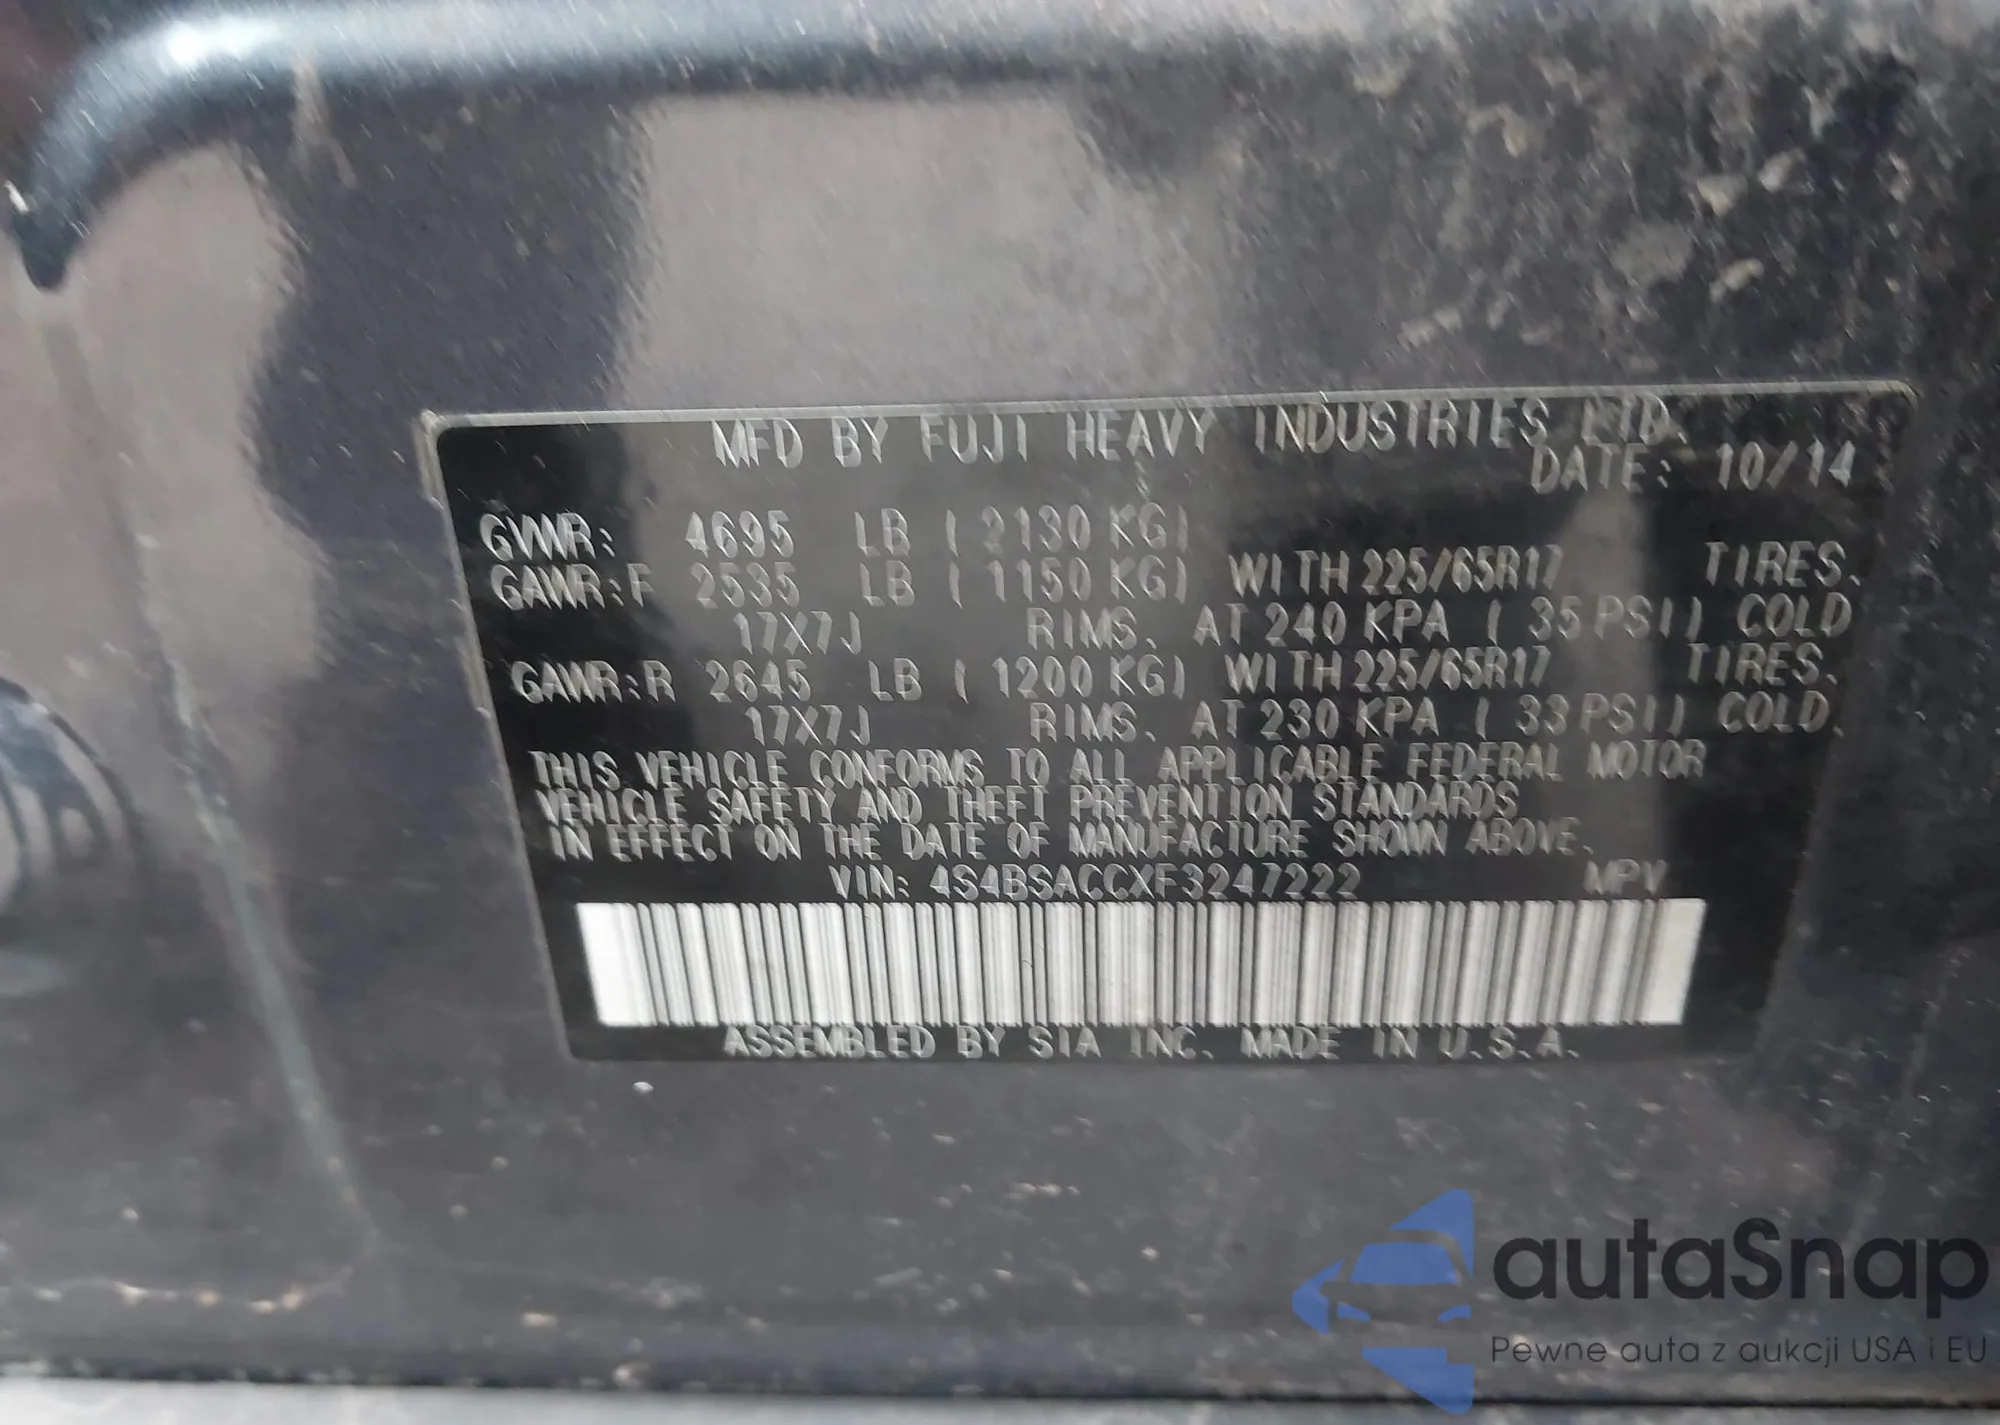 MFD BY FUJI HEAVY INDUSTRIES LTD.
DATE: 10/14
GVWR: 4695 LB ( 2130 KG)
GAWR:F 2535 LB ( 1150 KG) WITH 225/65R17 TIRES.
17X7J RIMS. AT 240 KPA ( 35 PSI) COLD
GAWR:R 2645 LB ( 1200 KG) WITH 225/65R17 TIRES.
17X7J RIMS. AT 230 KPA ( 33 PSI) COLD.
THIS VEHICLE CONFORMS TO ALL APPLICABLE FEDERAL MOTOR
VEHICLE SAFETY AND THEFT PREVENTION STANDARDS
IN EFFECT ON THE DATE OF MANUFACTURE SHOWN ABOVE.
VIN: 4S4BSACCXF3247222 MPV
ASSEMBLED BY SIA INC. MADE IN U.S.A.
autaSnap
Pewne auta z aukcji USA i EU